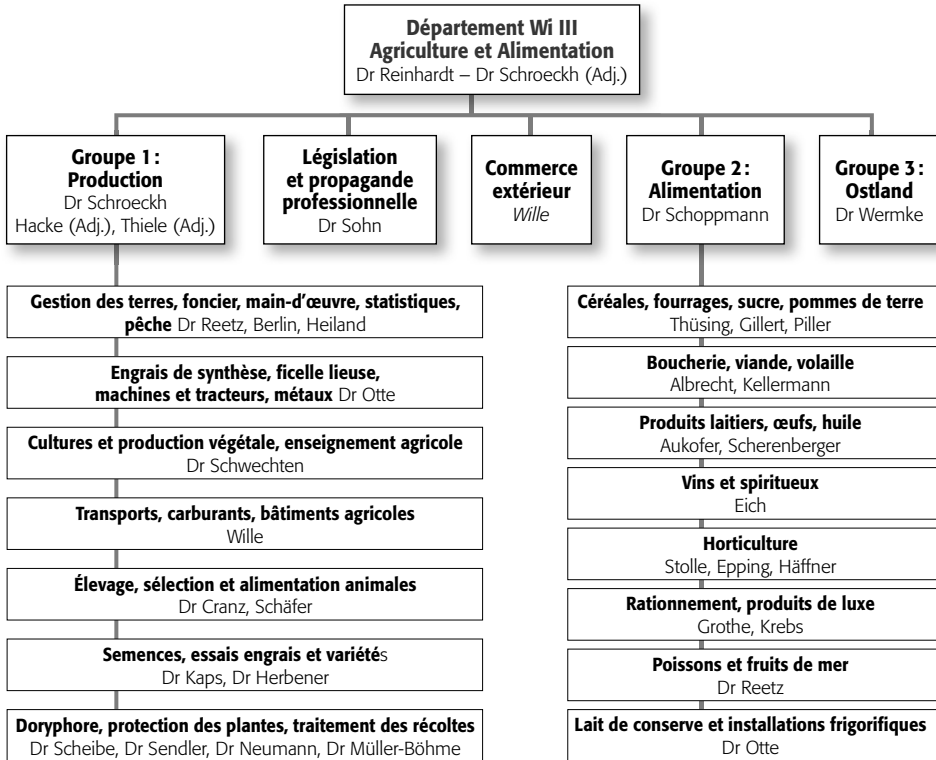 Département Wi III
Agriculture et Alimentation
Dr Reinhardt – Dr Schroeckh (Adj.)
Groupe 1 :
Production
Dr Schroeckh
Hacke (Adj.), Thiele (Adj.)
Législation
et propagande
professionnelle
Dr Sohn
Commerce
extérieur
Wille
Groupe 2 :
Alimentation
Dr Schoppmann
Groupe 3 :
Ostland
Dr Wermke
Gestion des terres, foncier, main-d'œuvre, statistiques,
pêche Dr Reetz, Berlin, Heiland
Engrais de synthèse, ficelle lieuse,
machines et tracteurs, métaux Dr Otte
Cultures et production végétale, enseignement agricole
Dr Schwechten
Transports, carburants, bâtiments agricoles
Wille
Élevage, sélection et alimentation animales
Dr Cranz, Schäfer
Semences, essais engrais et variétés
Dr Kaps, Dr Herbener
Doryphore, protection des plantes, traitement des récoltes
Dr Scheibe, Dr Sendler, Dr Neumann, Dr Müller-Böhme
Céréales, fourrages, sucre, pommes de terre
Thüsing, Gillert, Piller
Boucherie, viande, volaille
Albrecht, Kellermann
Produits laitiers, œufs, huile
Aukofer, Scherenberger
Vins et spiritueux
Eich
Horticulture
Stolle, Epping, Häffner
Rationnement, produits de luxe
Grothe, Krebs
Poissons et fruits de mer
Dr Reetz
Lait de conserve et installations frigorifiques
Dr Otte